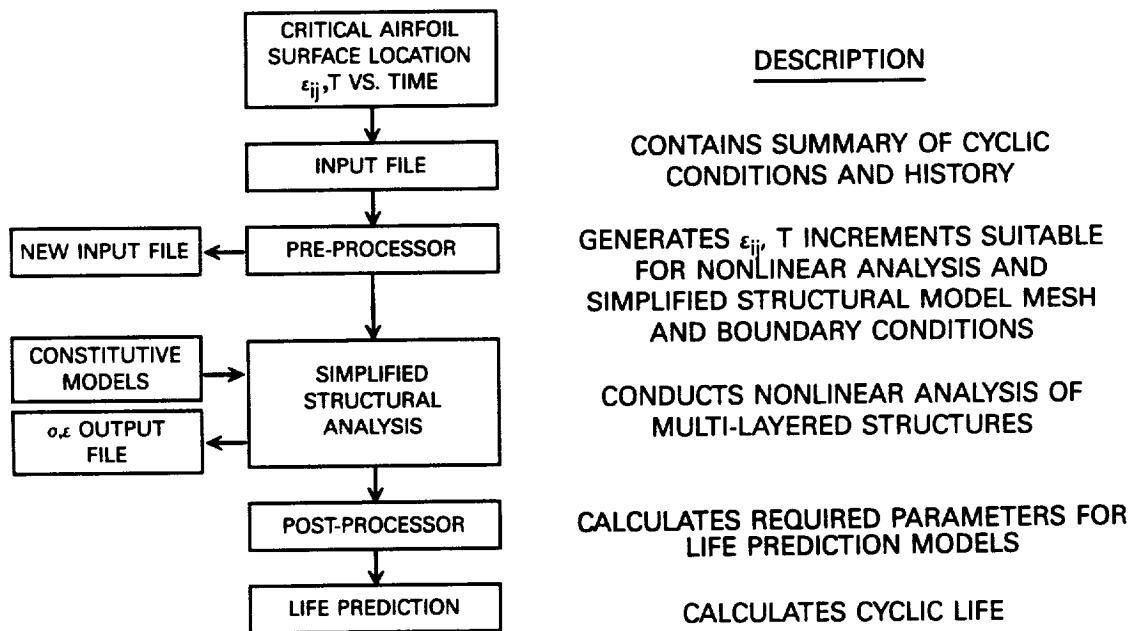 CRITICAL AIRFOIL
SURFACE LOCATION
εij,T VS. TIME
DESCRIPTION
INPUT FILE
CONTAINS SUMMARY OF CYCLIC
CONDITIONS AND HISTORY
NEW INPUT FILE
PRE-PROCESSOR
GENERATES εij, T INCREMENTS SUITABLE
FOR NONLINEAR ANALYSIS AND
SIMPLIFIED STRUCTURAL MODEL MESH
AND BOUNDARY CONDITIONS
CONSTITUTIVE
MODELS
σ,ε OUTPUT
FILE
SIMPLIFIED
STRUCTURAL
ANALYSIS
CONDUCTS NONLINEAR ANALYSIS OF
MULTI-LAYERED STRUCTURES
POST-PROCESSOR
CALCULATES REQUIRED PARAMETERS FOR
LIFE PREDICTION MODELS
LIFE PREDICTION
CALCULATES CYCLIC LIFE